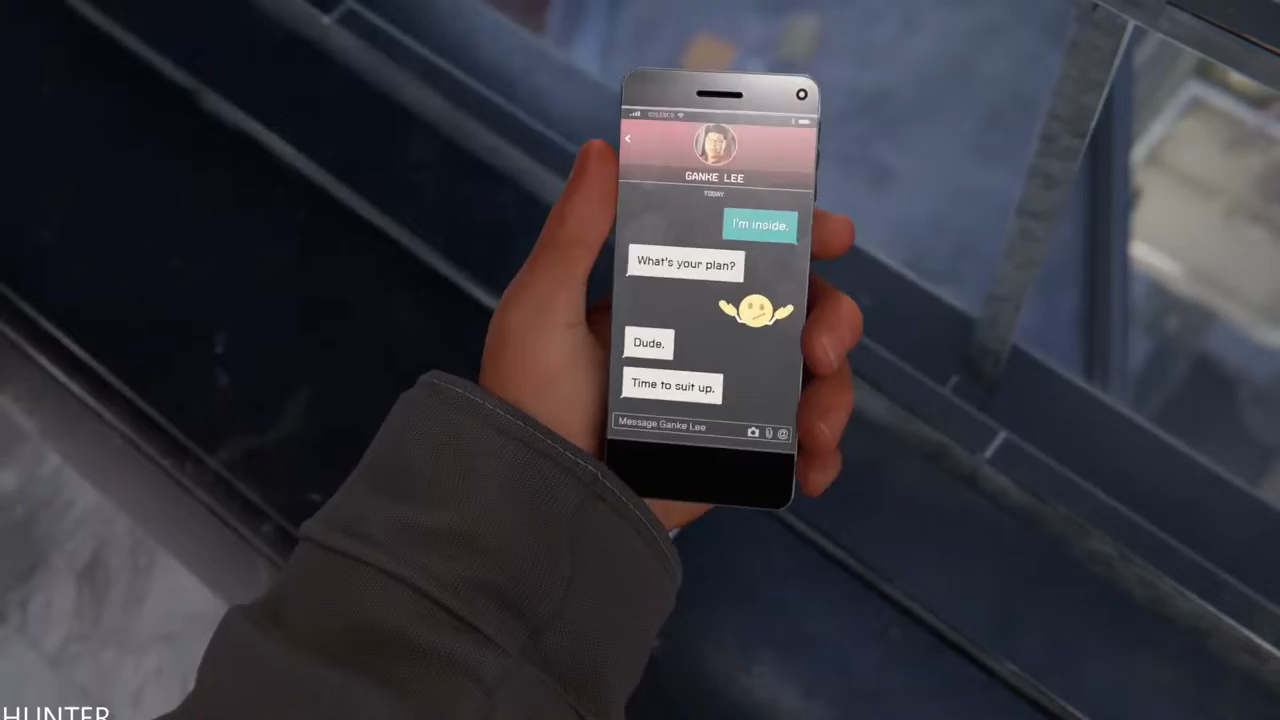 GANKE LEE
TODAY
I'm inside.
What's your plan?
Dude.
Time to suit up.
Message Ganke Lee
HUNTER